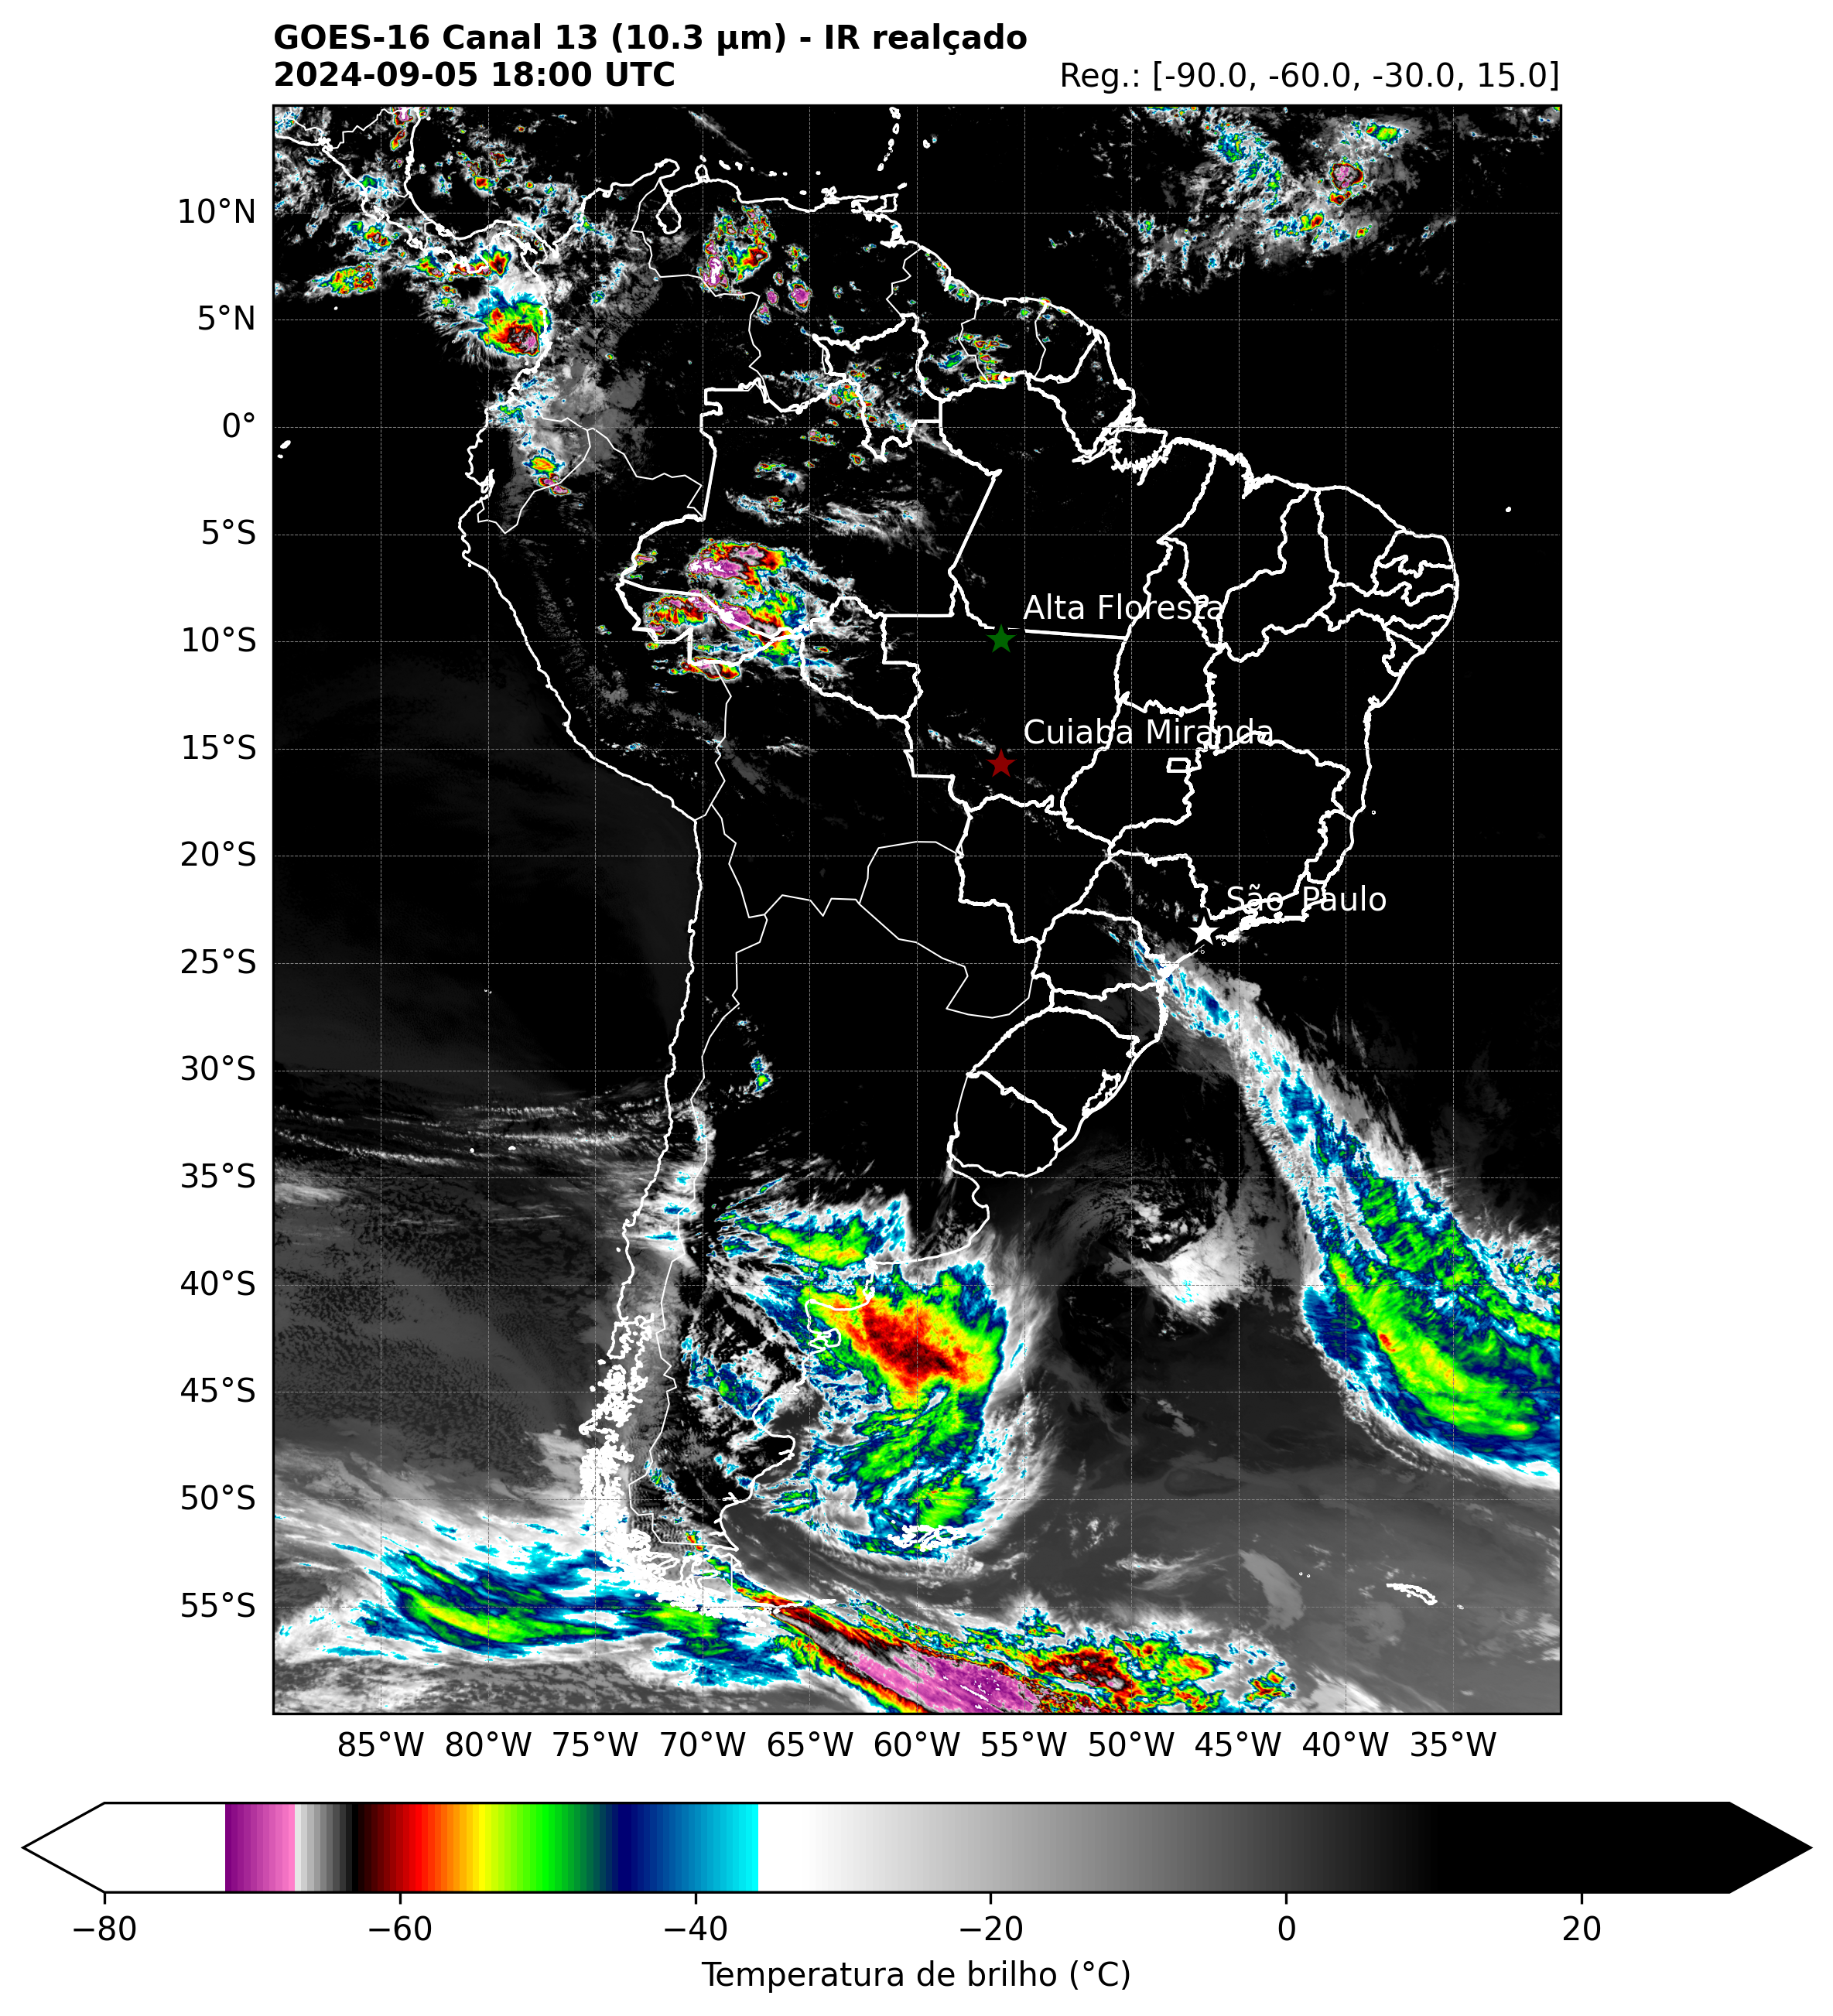 GOES-16 Canal 13 (10.3 µm) - IR realçado
2024-09-05 18:00 UTC
Reg.: [-90.0, -60.0, -30.0, 15.0]
10°N
5°N
0°
5°S
10°S
15°S
20°S
25°S
30°S
35°S
40°S
45°S
50°S
55°S
Alta Floresta
Cuiaba Miranda
São Paulo
85°W 80°W 75°W 70°W 65°W 60°W 55°W 50°W 45°W 40°W 35°W
−80 −60 −40 −20 0 20
Temperatura de brilho (°C)